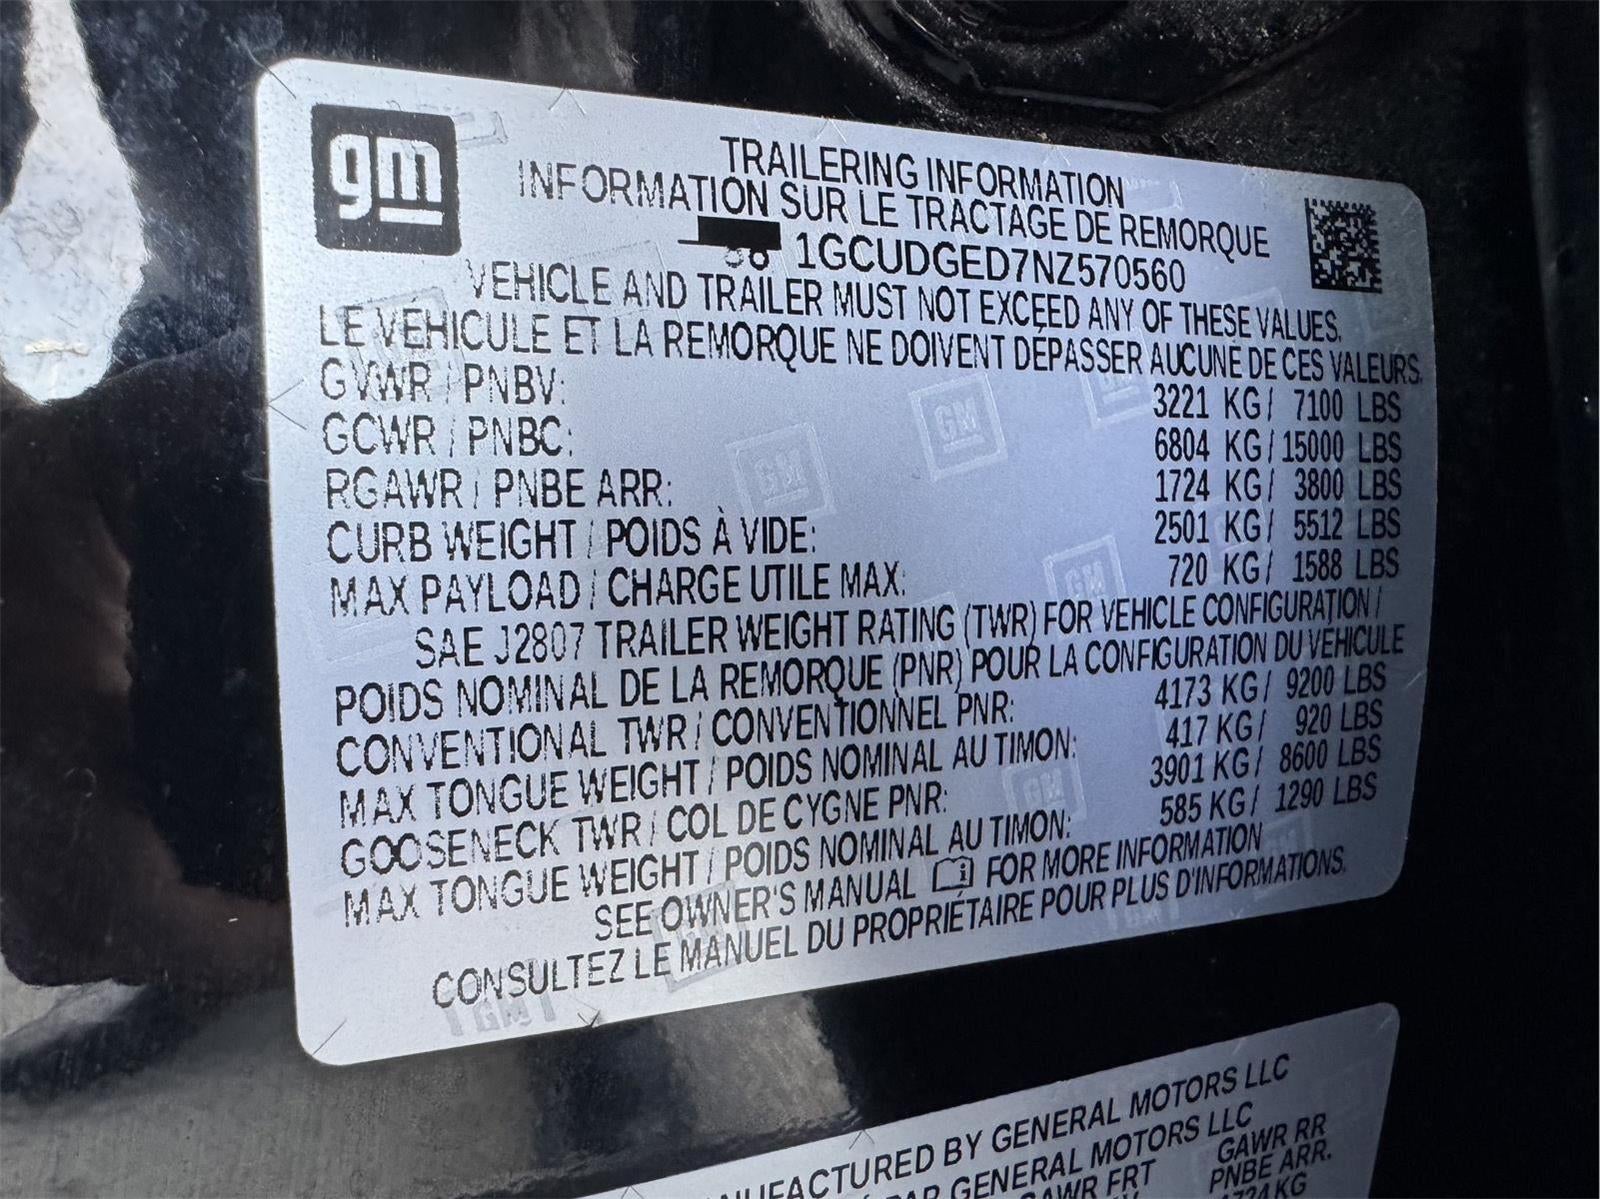 gm
TRAILERING INFORMATION
INFORMATION SUR LE TRACTAGE DE REMORQUE
1GCUDGED7NZ570560
VEHICLE AND TRAILER MUST NOT EXCEED ANY OF THESE VALUES.
LE VÉHICULE ET LA REMORQUE NE DOIVENT DÉPASSER AUCUNE DE CES VALEURS.
GVWR / PNBV: 3221 KG / 7100 LBS
GCWR / PNBC: 6804 KG / 15000 LBS
RGAWR / PNBE ARR: 1724 KG / 3800 LBS
CURB WEIGHT / POIDS À VIDE: 2501 KG / 5512 LBS
MAX PAYLOAD / CHARGE UTILE MAX: 720 KG / 1588 LBS
SAE J2807 TRAILER WEIGHT RATING (TWR) FOR VEHICLE CONFIGURATION /
POIDS NOMINAL DE LA REMORQUE (PNR) POUR LA CONFIGURATION DU VÉHICULE
CONVENTIONAL TWR / CONVENTIONNEL PNR: 4173 KG / 9200 LBS
MAX TONGUE WEIGHT / POIDS NOMINAL AU TIMON: 417 KG / 920 LBS
GOOSENECK TWR / COL DE CYGNE PNR: 3901 KG / 8600 LBS
MAX TONGUE WEIGHT / POIDS NOMINAL AU TIMON: 585 KG / 1290 LBS
SEE OWNER'S MANUAL FOR MORE INFORMATION
CONSULTEZ LE MANUEL DU PROPRIÉTAIRE POUR PLUS D'INFORMATIONS.
BY GENERAL MOTORS LLC
PAR GENERAL MOTORS LLC
GAWR FRT GAWR RR
PNBE ARR.
1724 KG